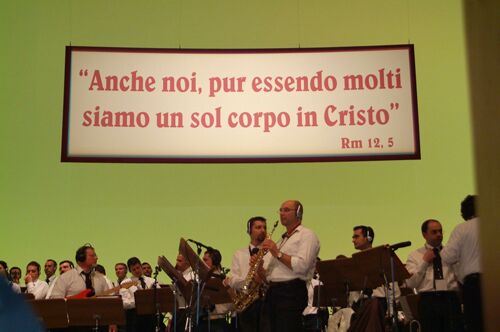 “Anche noi, pur essendo molti
siamo un sol corpo in Cristo”
Rm 12, 5